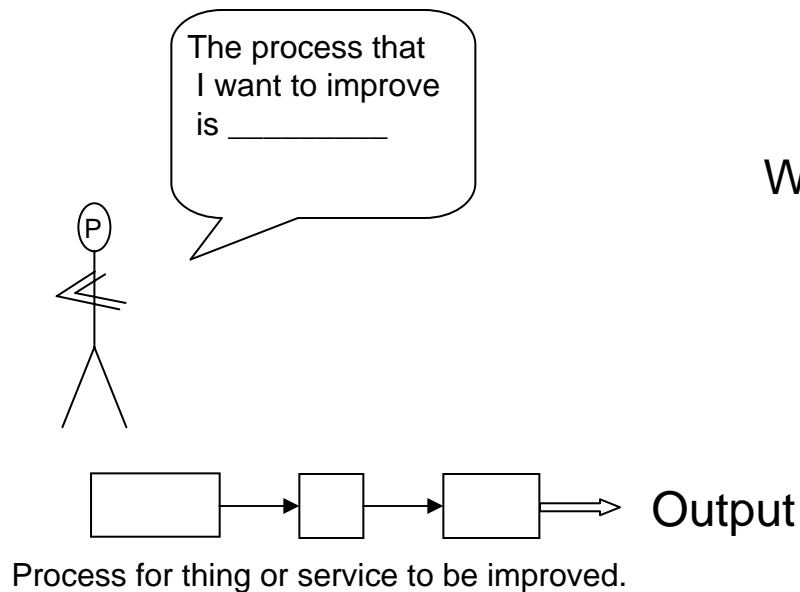 The process that
I want to improve
is _________
W
P
Output
Process for thing or service to be improved.